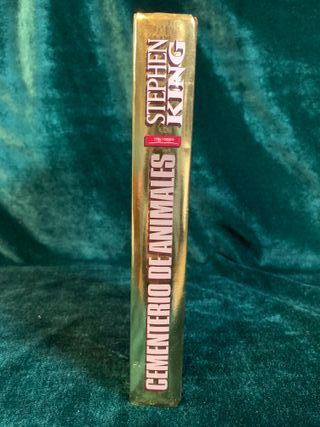 STEPHEN
KING
CEMENTERIO DE ANIMALES